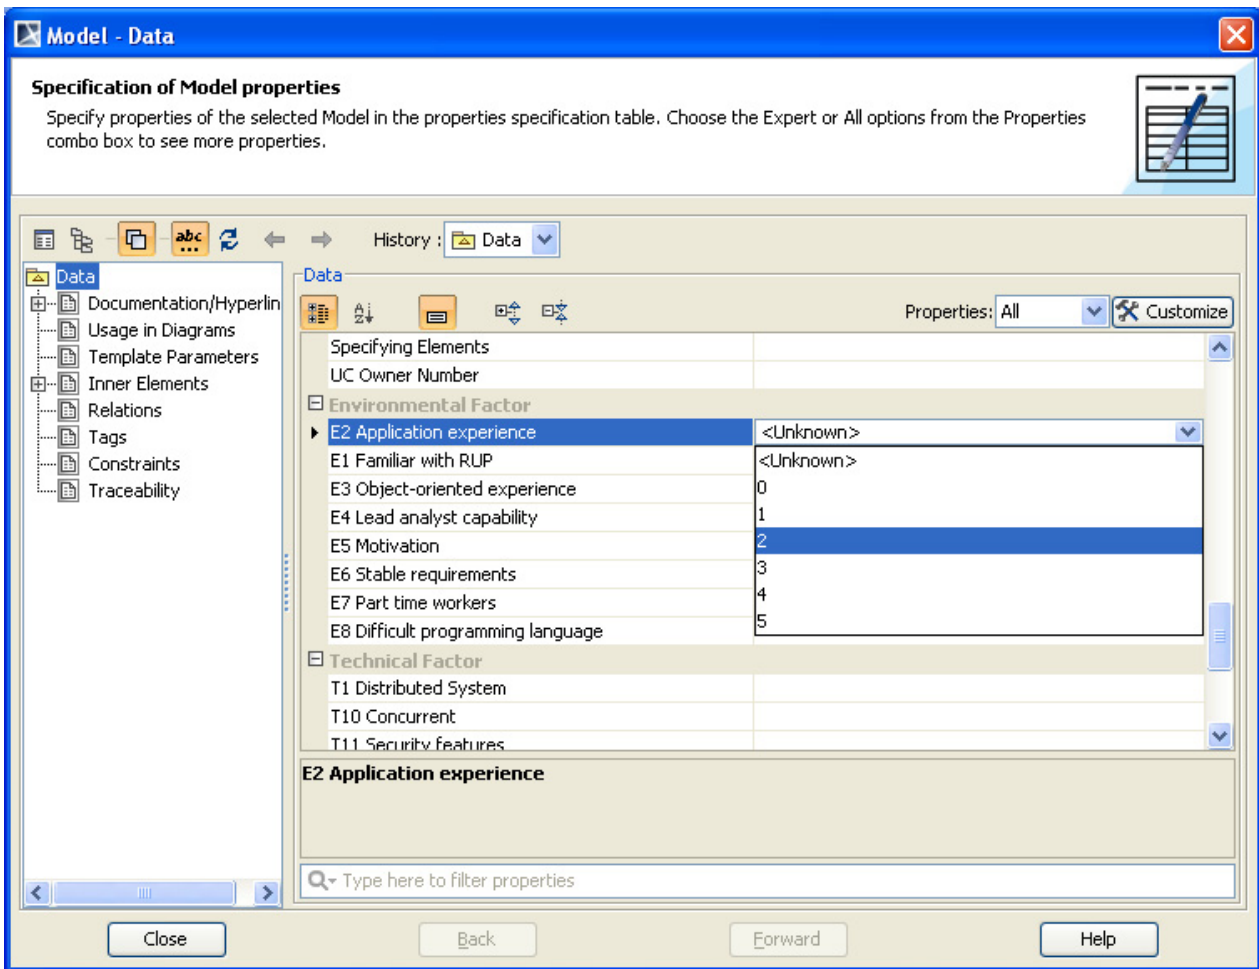 Model - Data
Specification of Model properties
Specify properties of the selected Model in the properties specification table. Choose the Expert or All options from the Properties
combo box to see more properties.
abc
History : Data
Data
Documentation/Hyperlin
Usage in Diagrams
Template Parameters
Inner Elements
Relations
Tags
Constraints
Traceability
Data
Properties: All
Customize
Specifying Elements
UC Owner Number
Environmental Factor
E2 Application experience <Unknown>
E1 Familiar with RUP
E3 Object-oriented experience
E4 Lead analyst capability
E5 Motivation
E6 Stable requirements
E7 Part time workers
E8 Difficult programming language
<Unknown>
0
1
2
3
4
5
Technical Factor
T1 Distributed System
T10 Concurrent
T11 Security features
E2 Application experience
Type here to filter properties
Close
Back
Forward
Help